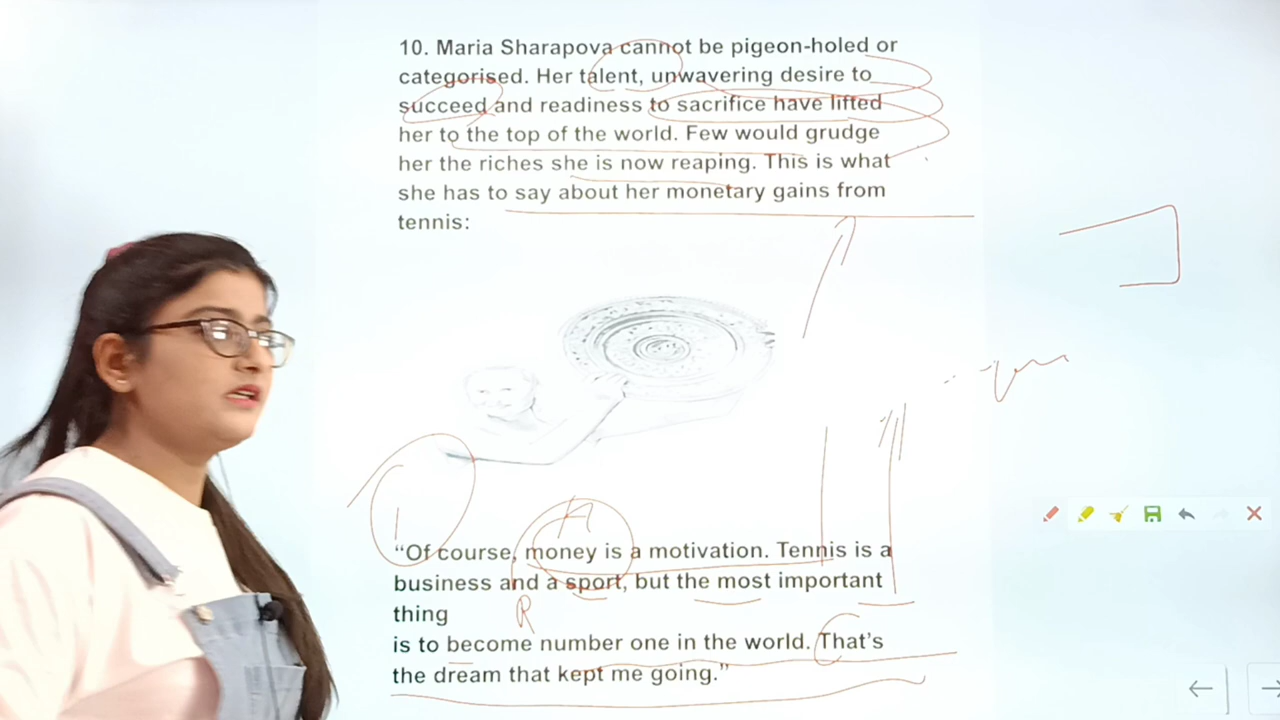 10. Maria Sharapova cannot be pigeon-holed or
categorised. Her talent, unwavering desire to
succeed and readiness to sacrifice have lifted
her to the top of the world. Few would grudge
her the riches she is now reaping. This is what
she has to say about her monetary gains from
tennis:
“Of course, money is a motivation. Tennis is a
business and a sport, but the most important
thing
is to become number one in the world. That's
the dream that kept me going.”